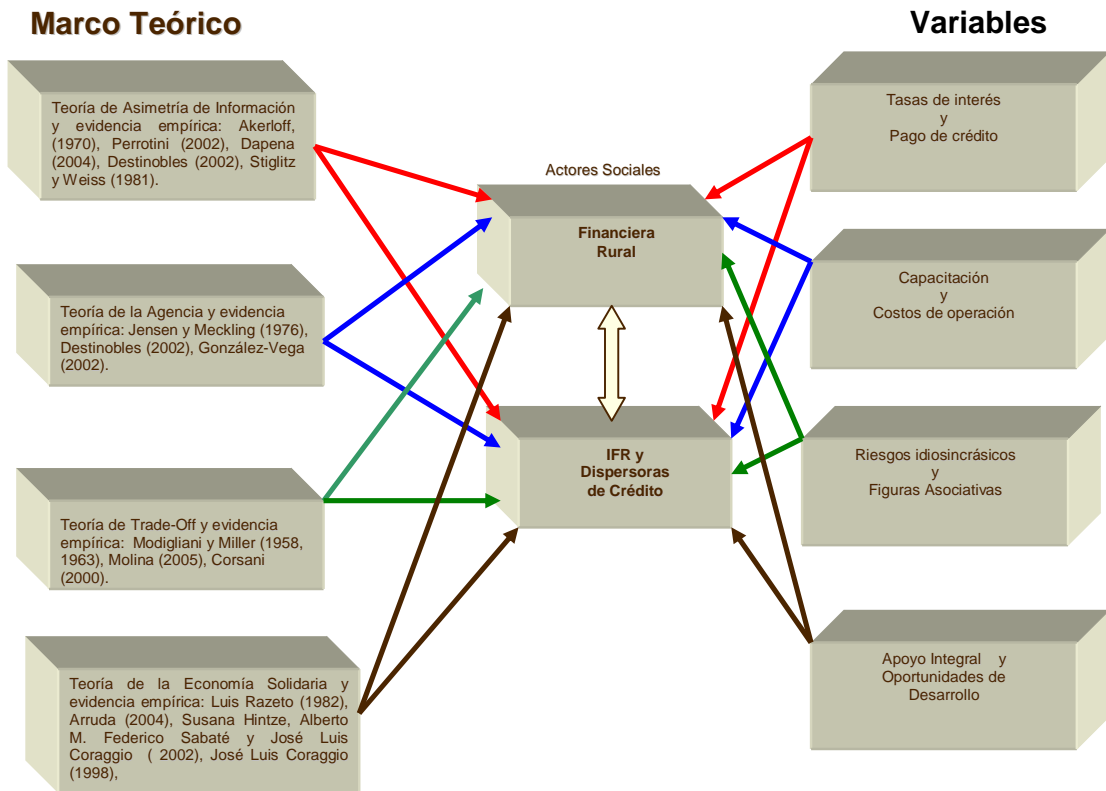 Marco Teórico
Teoría de Asimetría de Información
y evidencia empírica: Akerloff,
(1970), Perrotini (2002), Dapena
(2004), Destinobles (2002), Stiglitz
y Weiss (1981).
Teoría de la Agencia y evidencia
empírica: Jensen y Meckling (1976),
Destinobles (2002), González-Vega
(2002).
Teoría de Trade-Off y evidencia
empírica: Modigliani y Miller (1958,
1963), Molina (2005), Corsani
(2000).
Teoría de la Economía Solidaria y
evidencia empírica: Luis Razeto (1982),
Arruda (2004), Susana Hintze, Alberto
M. Federico Sabaté y José Luis
Coraggio ( 2002), José Luis Coraggio
(1998),
Actores Sociales
Financiera
Rural
IFR y
Dispersoras
de Crédito
Variables
Tasas de interés
y
Pago de crédito
Capacitación
y
Costos de operación
Riesgos idiosincrásicos
y
Figuras Asociativas
Apoyo Integral y
Oportunidades de
Desarrollo